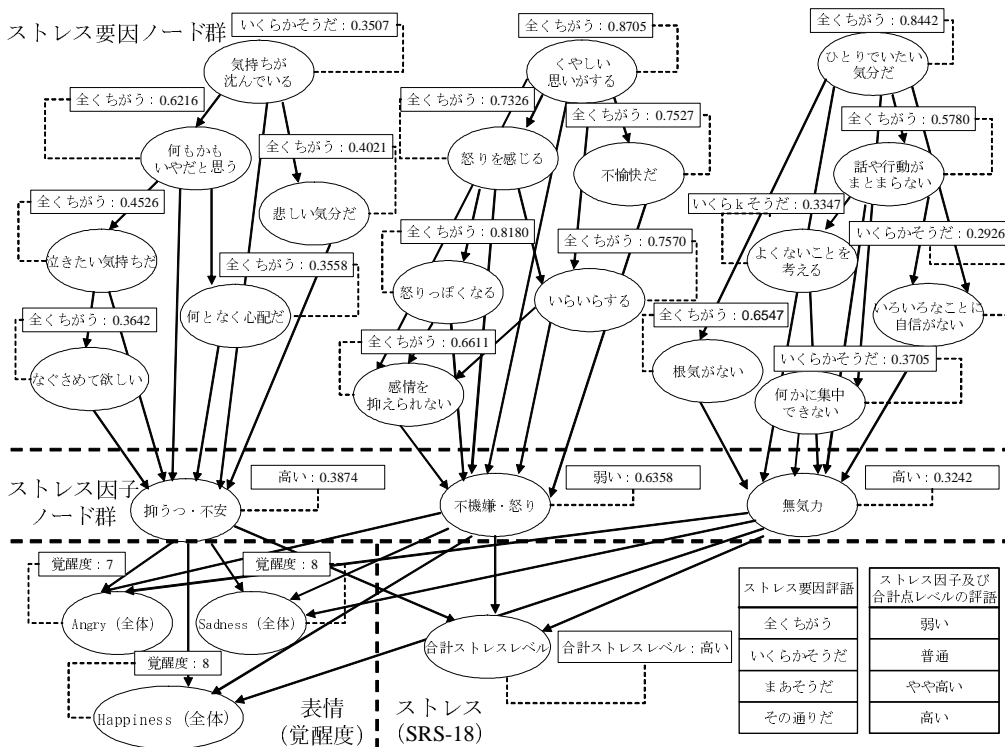 ストレス要因ノード群
いくらかそうだ：0.3507
気持ちが
沈んでいる
全くちがう：0.6216
何もかも
いやだと思う
全くちがう：0.4021
悲しい気分だ
全くちがう：0.4526
泣きたい気持ちだ
全くちがう：0.3558
何となく心配だ
全くちがう：0.3642
なぐさめて欲しい
全くちがう：0.8705
くやしい
思いがする
全くちがう：0.7326
怒りを感じる
全くちがう：0.7527
不愉快だ
全くちがう：0.8180
怒りっぽくなる
全くちがう：0.7570
いらいらする
全くちがう：0.6611
感情を
抑えられない
全くちがう：0.8442
ひとりでいたい
気分だ
全くちがう：0.5780
話や行動が
まとまらない
いくらｋそうだ：0.3347
よくないことを
考える
いくらかそうだ：0.2926
いろいろなことに
自信がない
全くちがう：0.6547
根気がない
いくらかそうだ：0.3705
何かに集中
できない
ストレス因子
ノード群
高い：0.3874
抑うつ・不安
弱い：0.6358
不機嫌・怒り
高い：0.3242
無気力
覚醒度：7
Angry（全体）
覚醒度：8
Sadness（全体）
覚醒度：8
Happiness（全体）
表情
（覚醒度）
合計ストレスレベル
合計ストレスレベル：高い
ストレス
（SRS-18）
ストレス要因評語
全くちがう
いくらかそうだ
まあそうだ
その通りだ
ストレス因子及び
合計点レベルの評語
弱い
普通
やや高い
高い